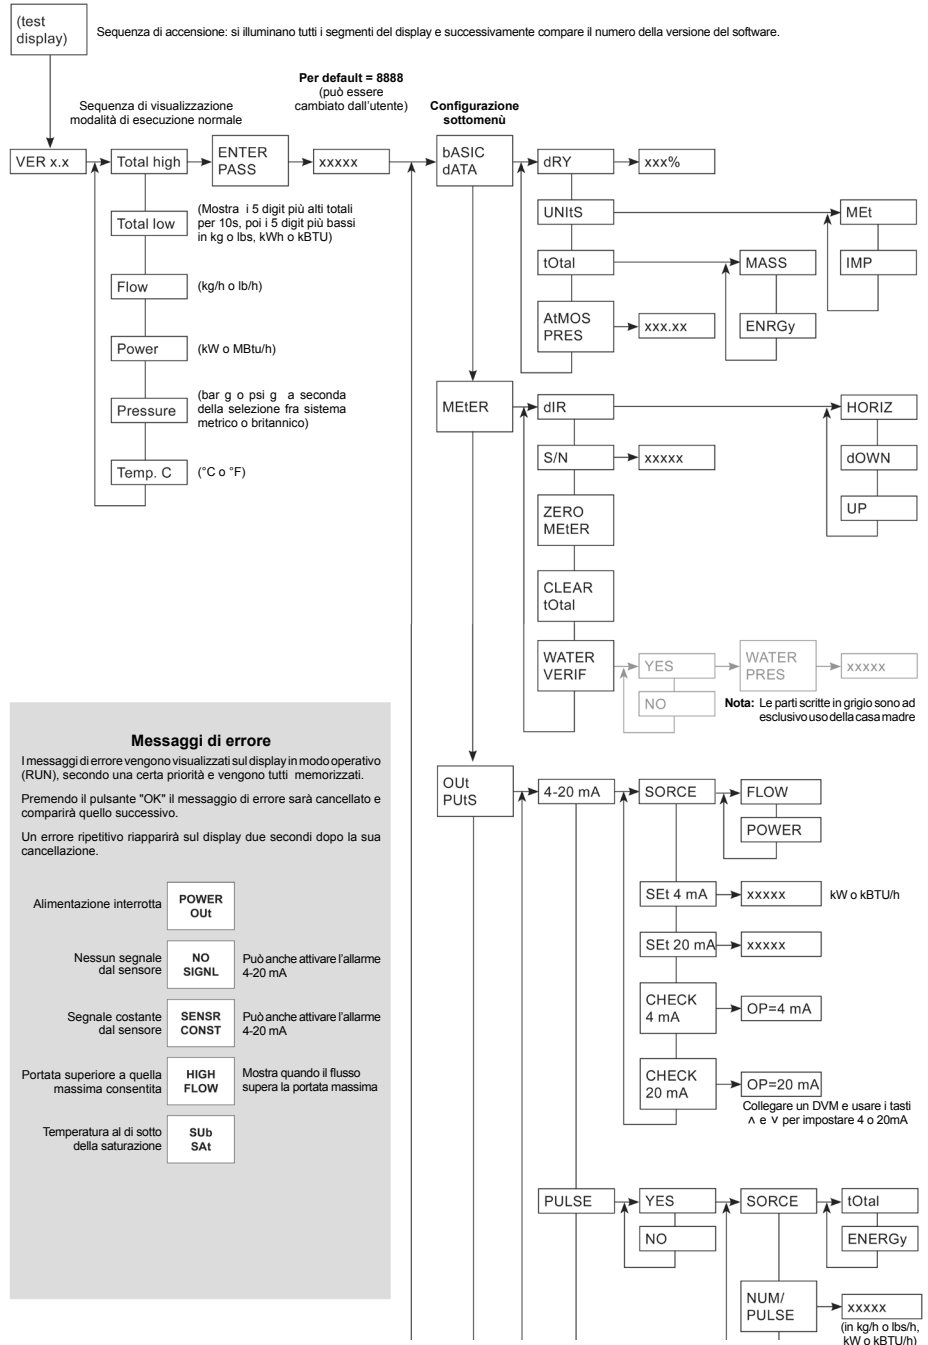 (test
display)
Sequenza di accensione: si illuminano tutti i segmenti del display e successivamente compare il numero della versione del software.
Sequenza di visualizzazione
modalità di esecuzione normale
Per default = 8888
(può essere
cambiato dall'utente)
Configurazione
sottomenù
VER x.x
Total high
ENTER
PASS
xxxxx
bASIC
dATA
dRY
xxx%
Total low
(Mostra i 5 digit più alti totali
per 10s, poi i 5 digit più bassi
in kg o lbs, kWh o kBTU)
UNItS
MEt
tOtal
MASS
IMP
Flow
(kg/h o lb/h)
AtMOS
PRES
xxx.xx
ENRGy
Power
(kW o MBtu/h)
Pressure
(bar g o psi g a seconda
della selezione fra sistema
metrico o britannico)
MEtER
dIR
HORIZ
Temp. C
(°C o °F)
S/N
xxxxx
dOWN
ZERO
MEtER
UP
CLEAR
tOtal
WATER
VERIF
YES
NO
WATER
PRES
xxxxx
Nota: Le parti scritte in grigio sono ad
esclusivo uso della casa madre
Messaggi di errore
I messaggi di errore vengono visualizzati sul display in modo operativo
(RUN), secondo una certa priorità e vengono tutti memorizzati.
Premendo il pulsante "OK" il messaggio di errore sarà cancellato e
comparirà quello successivo.
Un errore ripetitivo riapparirà sul display due secondi dopo la sua
cancellazione.
Alimentazione interrotta
POWER
OUt
Nessun segnale
dal sensore
NO
SIGNL
Può anche attivare l'allarme
4-20 mA
Segnale costante
dal sensore
SENSR
CONST
Può anche attivare l'allarme
4-20 mA
Portata superiore a quella
massima consentita
HIGH
FLOW
Mostra quando il flusso
supera la portata massima
Temperatura al di sotto
della saturazione
SUb
SAt
OUt
PUtS
4-20 mA
SORCE
FLOW
POWER
SEt 4 mA
xxxxx
kW o kBTU/h
SEt 20 mA
xxxxx
CHECK
4 mA
OP=4 mA
CHECK
20 mA
OP=20 mA
Collegare un DVM e usare i tasti
∧ e ∨ per impostare 4 o 20mA
PULSE
YES
NO
SORCE
tOtal
ENERGy
NUM/
PULSE
xxxxx
(in kg/h o lbs/h,
kW o kBTU/h)